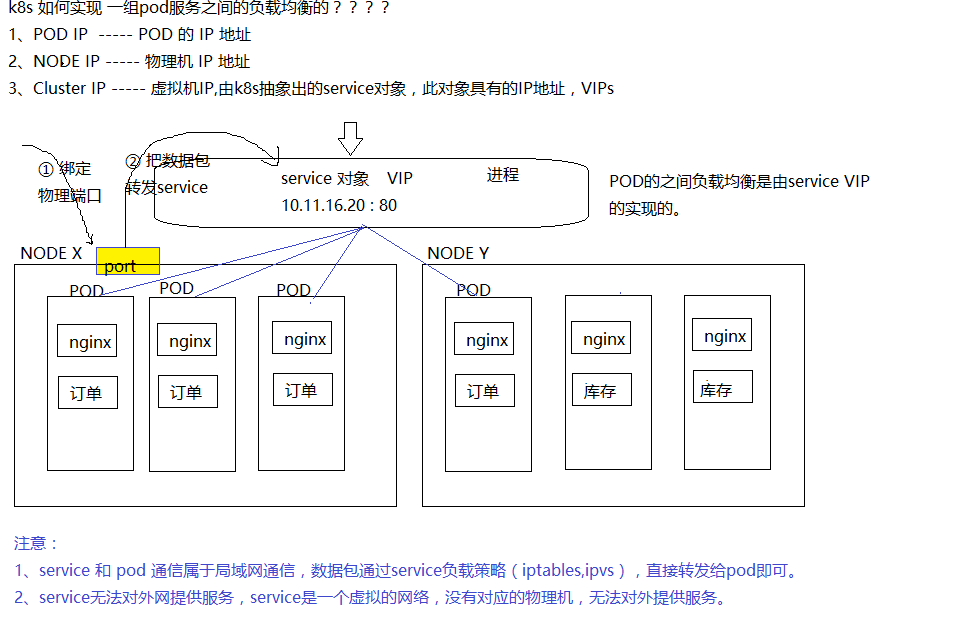 k8s 如何实现 一组pod服务之间的负载均衡的？？？？
1、POD IP ----- POD 的 IP 地址
2、NODE IP ----- 物理机 IP 地址
3、Cluster IP ----- 虚拟机IP,由k8s抽象出的service对象，此对象具有的IP地址，VIPs
① 绑定
物理端口
② 把数据包
转发service
service 对象 VIP
10.11.16.20 : 80
进程
POD的之间负载均衡是由service VIP
的实现的。
NODE X
port
NODE Y
POD
POD
POD
POD
nginx
nginx
nginx
nginx
nginx
nginx
订单
订单
订单
订单
库存
库存
注意：
1、service 和 pod 通信属于局域网通信，数据包通过service负载策略（iptables,ipvs），直接转发给pod即可。
2、service无法对外网提供服务，service是一个虚拟的网络，没有对应的物理机，无法对外提供服务。